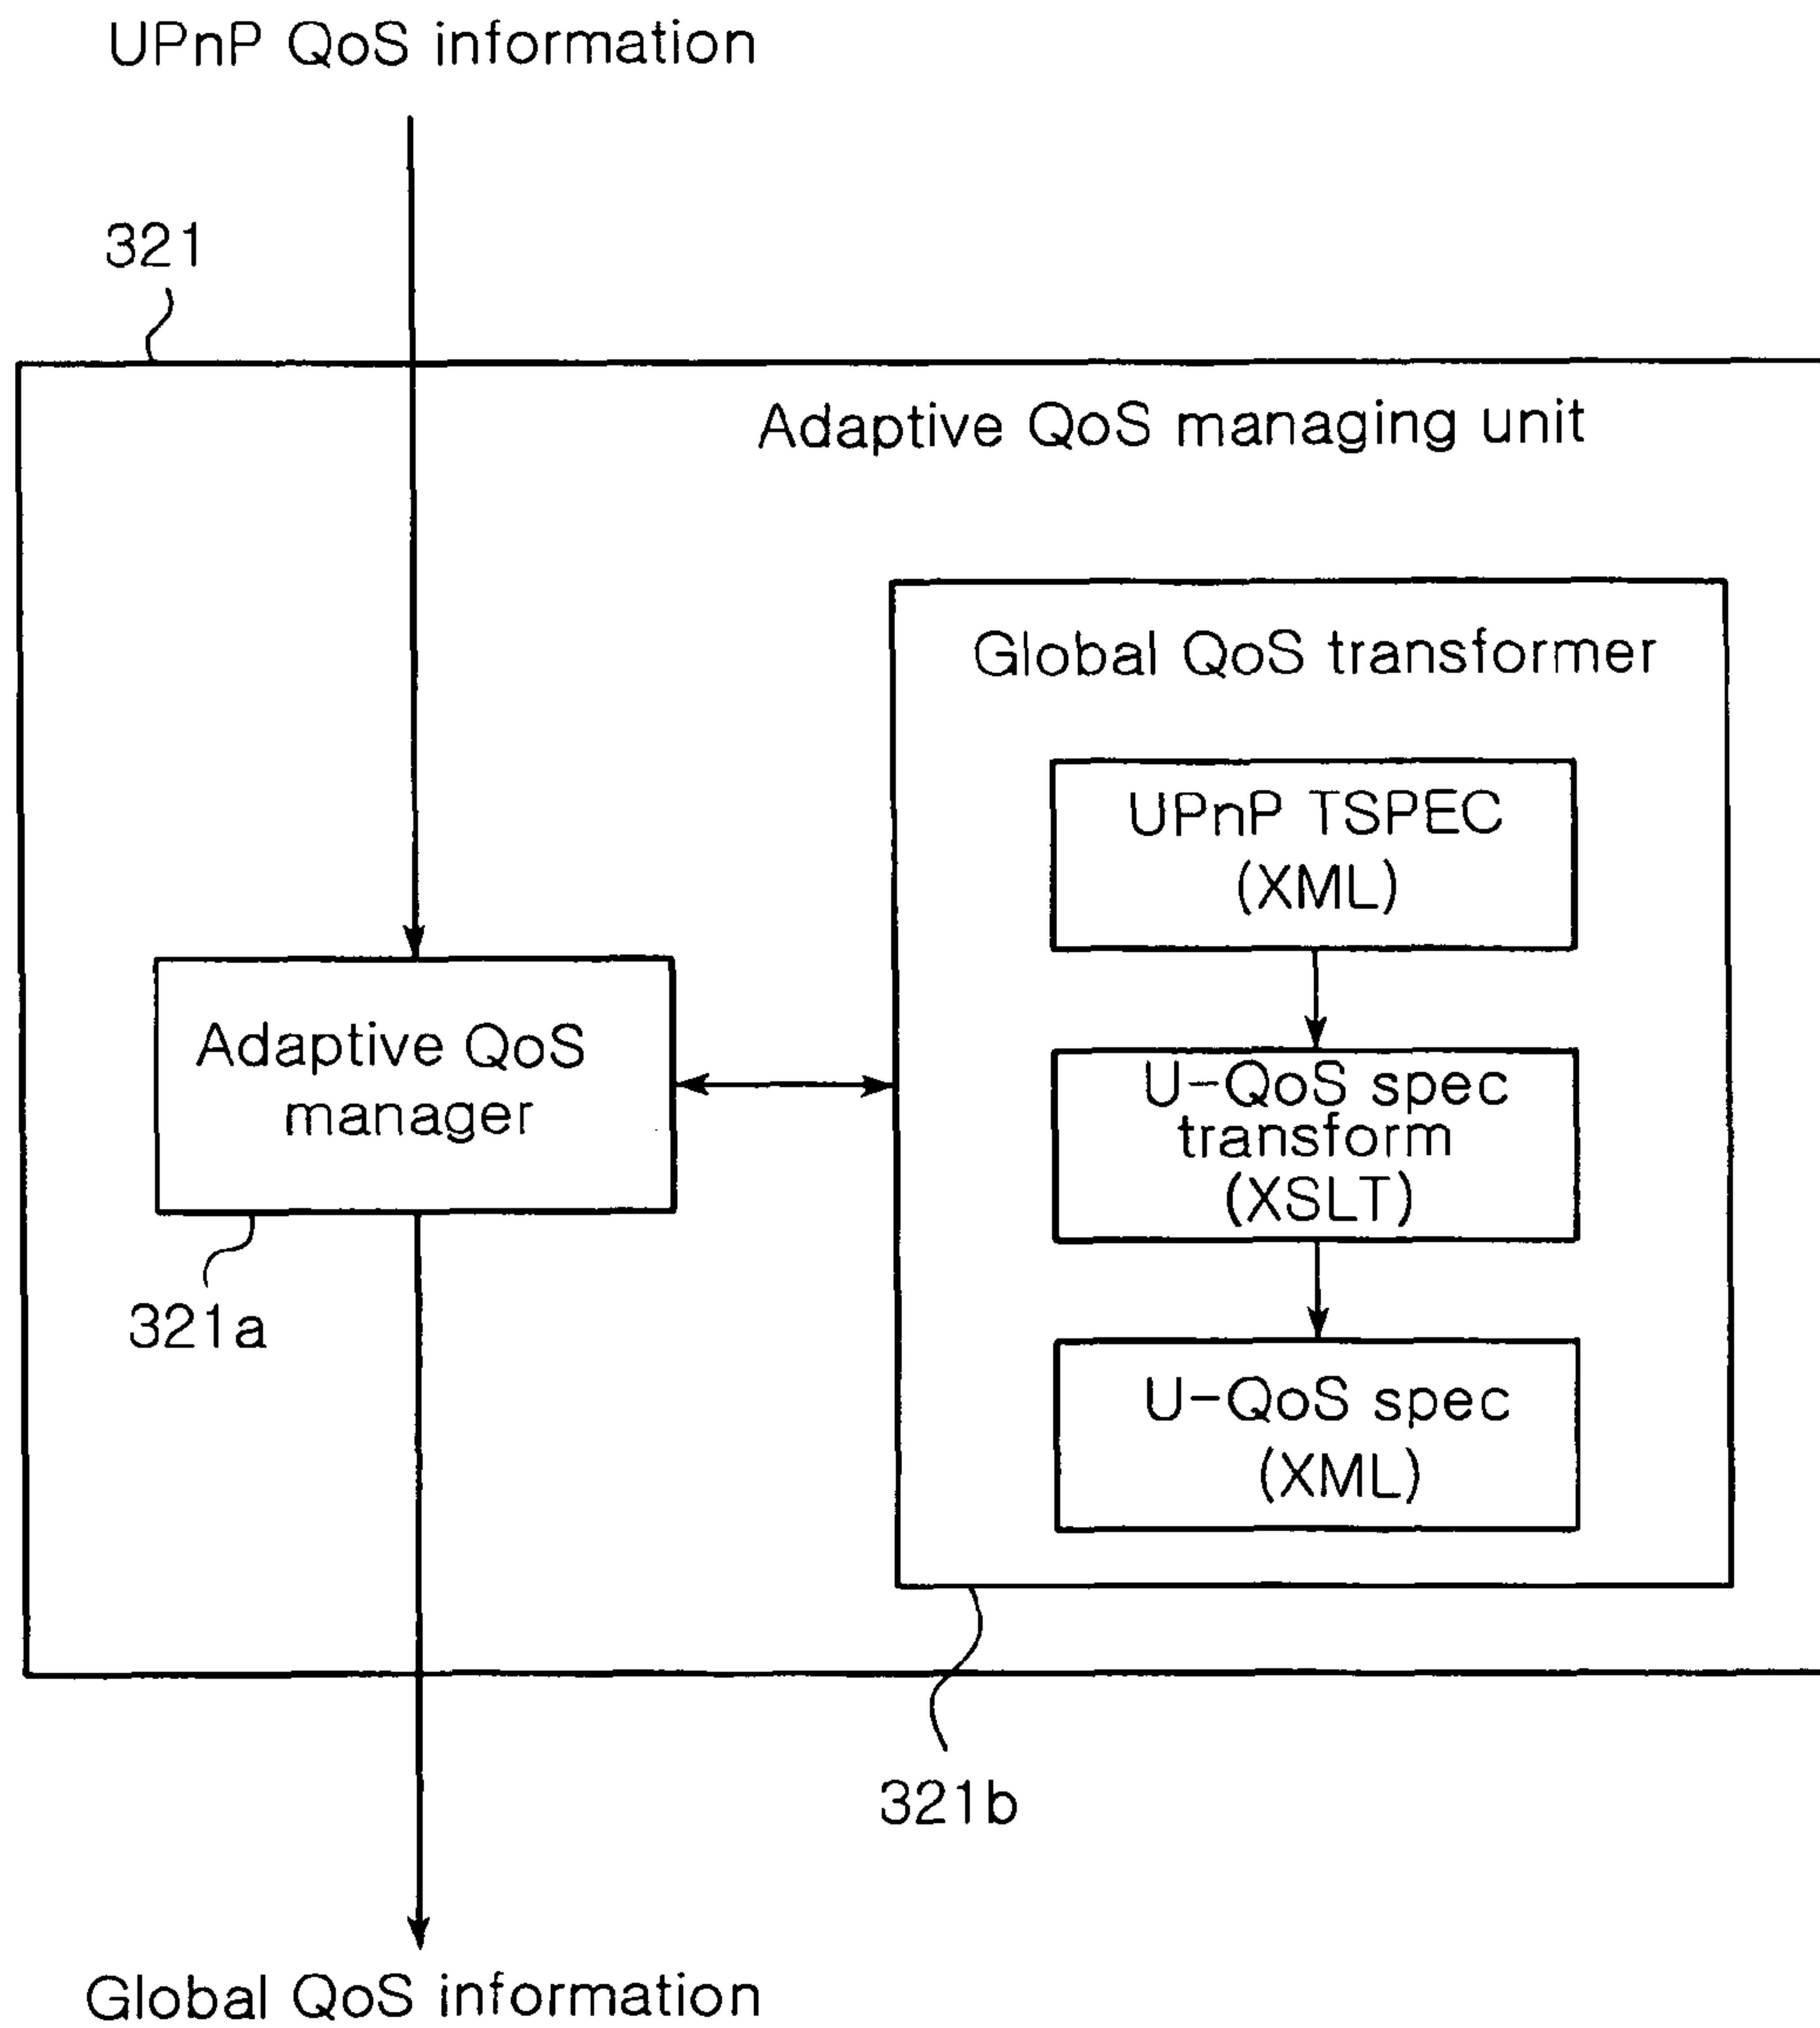 UPnP QoS information
321
Adaptive QoS managing unit
Global QoS transformer
UPnP TSPEC
(XML)
Adaptive QoS
manager
U-QoS spec
transform
(XSLT)
321a
U-QoS spec
(XML)
321b
Global QoS information